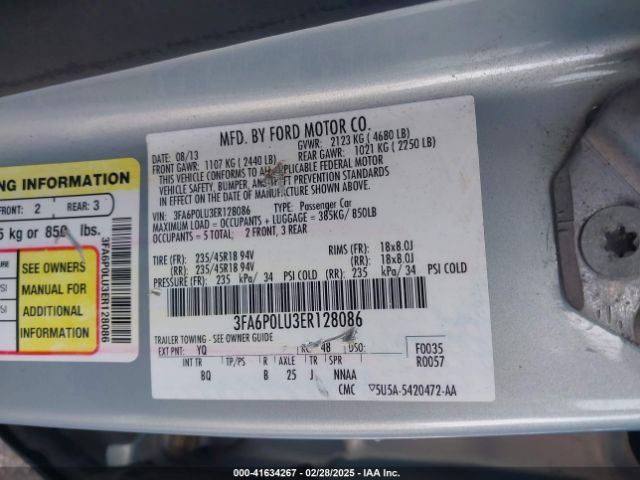 MFD. BY FORD MOTOR CO.
DATE: 08/13 GVWR: 2123 KG ( 4680 LB)
FRONT GAWR: 1107 KG ( 2440 LB) REAR GAWR: 1021 KG ( 2250 LB)
THIS VEHICLE CONFORMS TO ALL APPLICABLE FEDERAL MOTOR
VEHICLE SAFETY, BUMPER, AND THEFT PREVENTION STANDARDS
IN EFFECT ON THE DATE OF MANUFACTURE SHOWN ABOVE.
VIN: 3FA6P0LU3ER128086 TYPE: Passenger Car
MAXIMUM LOAD = OCCUPANTS + LUGGAGE = 385KG/ 850LB
OCCUPANTS = 5 TOTAL; 2 FRONT, 3 REAR
TIRE (FR): 235/45R18 94V RIMS (FR): 18x8.0J
(RR): 235/45R18 94V (RR): 18x8.0J
PRESSURE (FR): 235 kPa/ 34 PSI COLD (RR): 235 kPa/ 34 PSI COLD
3FA6P0LU3ER128086
TRAILER TOWING - SEE OWNER GUIDE
EXT PNT: YQ RC: 48 DSO: F0035
R0057
INT TR TP/PS R AXLE TR SPR
BQ B 25 J NNAA
CMC 5U5A-5420472-AA
NG INFORMATION
FRONT: 2 REAR: 3
5 kg or 850 lbs.
SEE OWNERS
MANUAL FOR
ADDITIONAL
INFORMATION
3FA6P0LU3ER128086
000-41634267 - 02/28/2025 - IAA Inc.